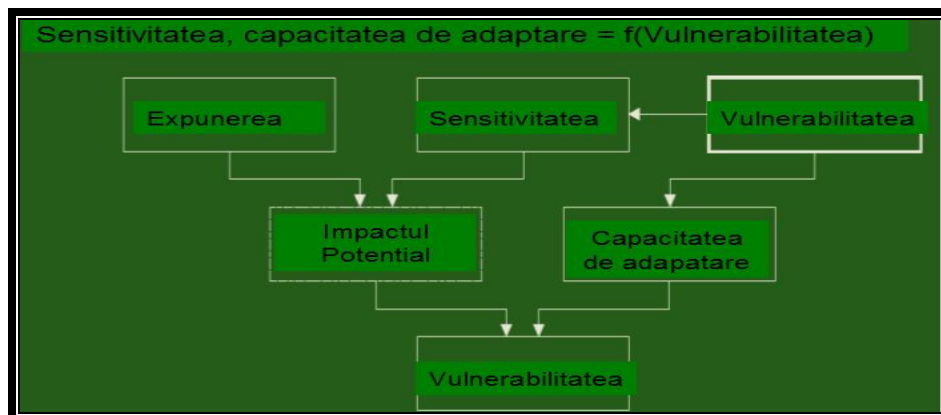 Sensitivitatea, capacitatea de adaptare = f(Vulnerabilitatea)
Expunerea
Sensitivitatea
Vulnerabilitatea
Impactul
Potential
Capacitatea
de adapatare
Vulnerabilitatea